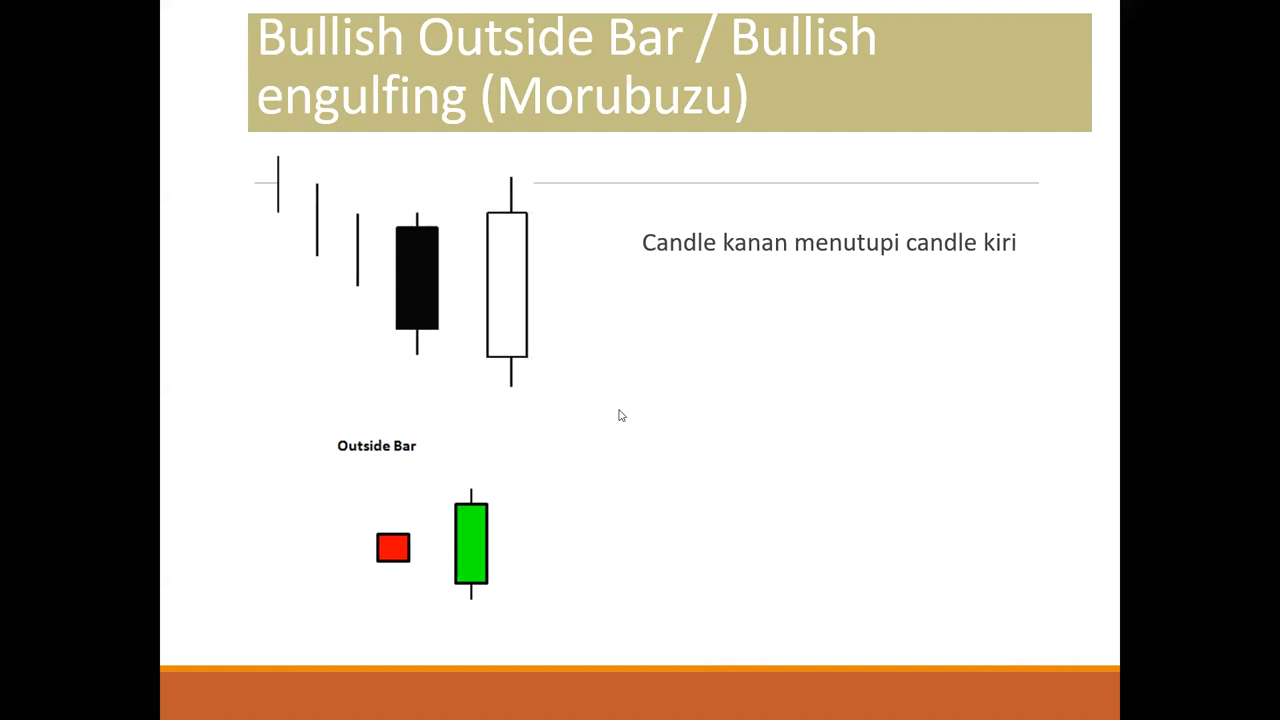 Bullish Outside Bar / Bullish
engulfing (Morubuzu)
Candle kanan menutupi candle kiri
Outside Bar